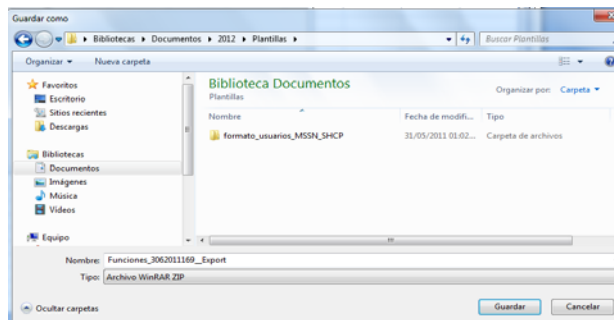 Guardar como
Bibliotecas ▸ Documentos ▸ 2012 ▸ Plantillas ▸
Buscar Plantillas
Organizar
Nueva carpeta
Favoritos
Escritorio
Sitios recientes
Descargas
Bibliotecas
Documentos
Imágenes
Música
Vídeos
Equipo
Biblioteca Documentos
Plantillas
Organizar por: Carpeta
Nombre Fecha de modifi... Tipo
formato_usuarios_MSSN_SHCP 31/05/2011 01:02... Carpeta de archivos
Nombre: Funciones_3062011169__Export
Tipo: Archivo WinRAR ZIP
Ocultar carpetas
Guardar
Cancelar